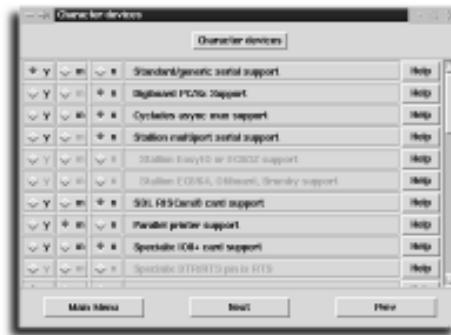 Character devices
Character devices
y m n Standard/generic serial support Help
y m n Digiboard PC/Xx Support Help
y m n Cyclades async mux support Help
y m n Stallion multiport serial support Help
y m n Stallion EasyIO or EC8/32 support Help
y m n Stallion EC8/64, ONboard, Brumby support Help
y m n SDL RISCom/8 card support Help
y m n Parallel printer support Help
y m n Specialix IO8+ card support Help
y m n Specialix DTR/RTS pin is RTS Help
Main Menu Next Prev